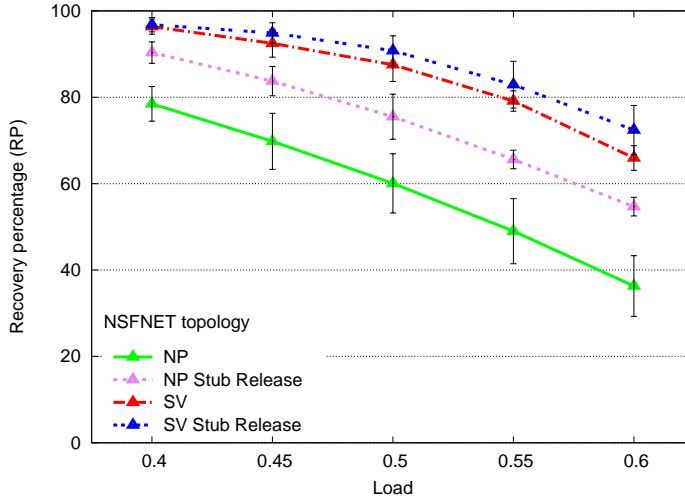 100
80
60
40
20
0
Recovery percentage (RP)
NSFNET topology
NP
NP Stub Release
SV
SV Stub Release
0.4 0.45 0.5 0.55 0.6
Load